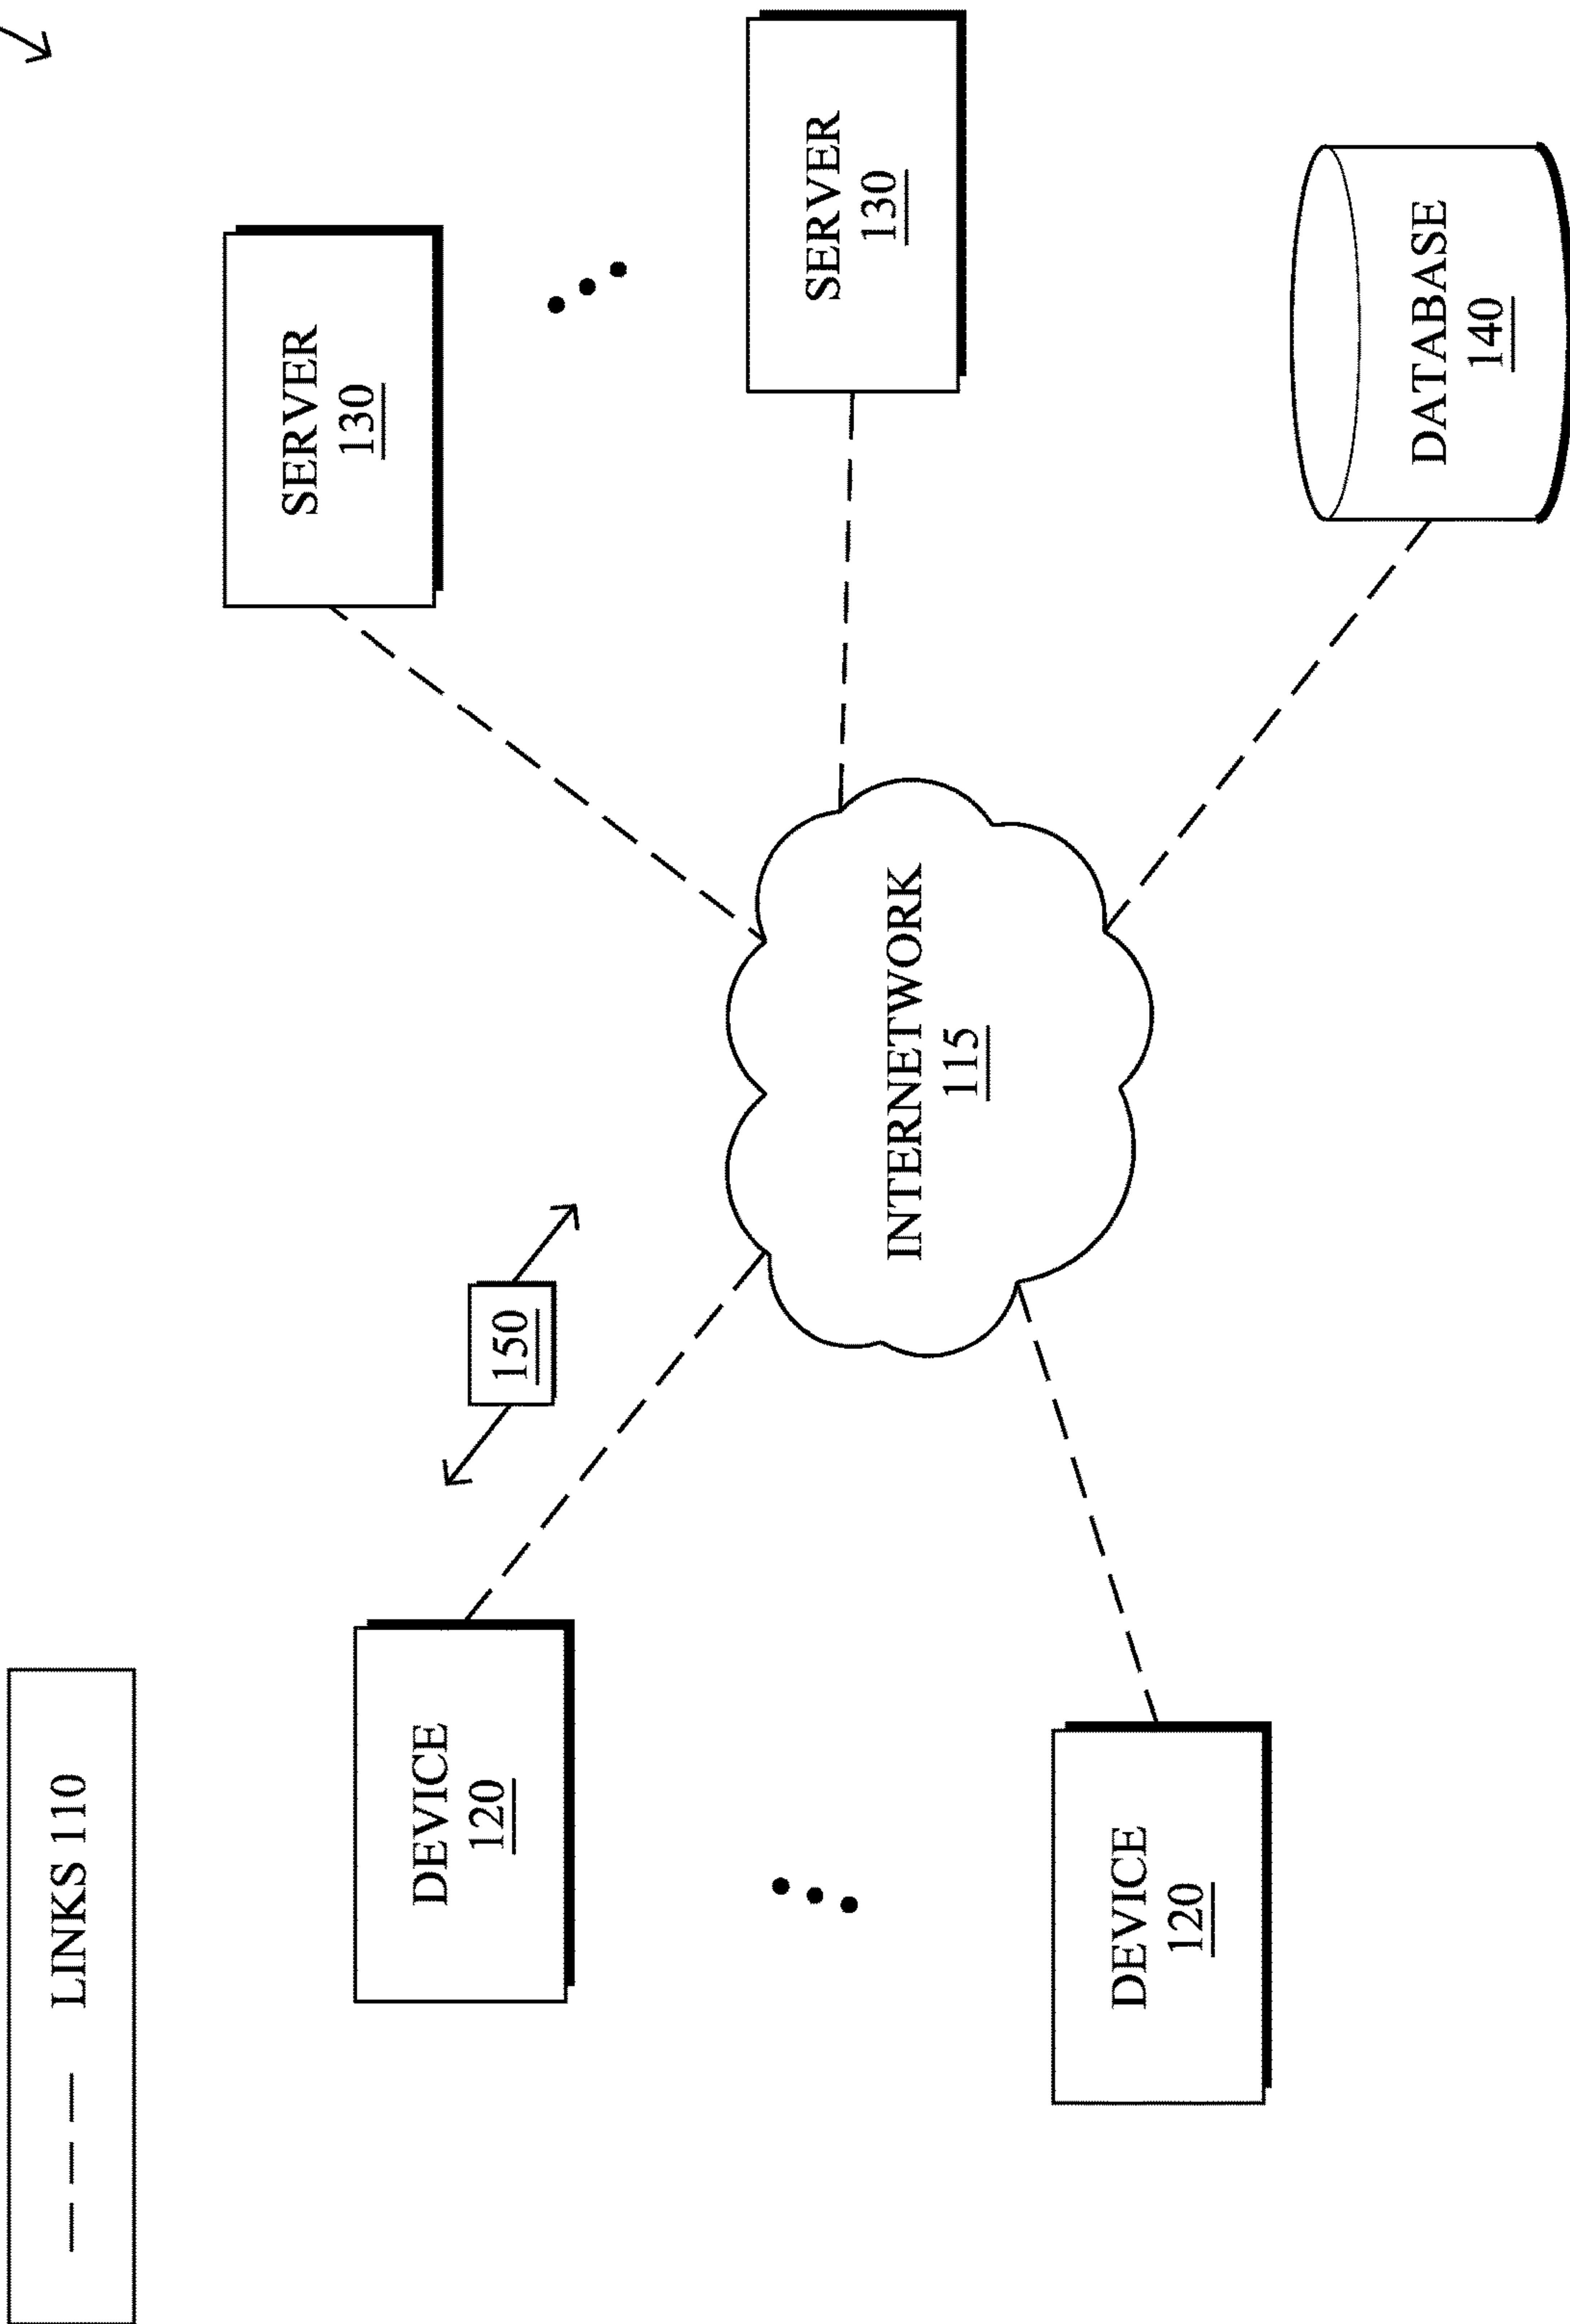 LINKS 110
DEVICE
120
DEVICE
120
150
INTERNETWORK
115
SERVER
130
SERVER
130
DATABASE
140